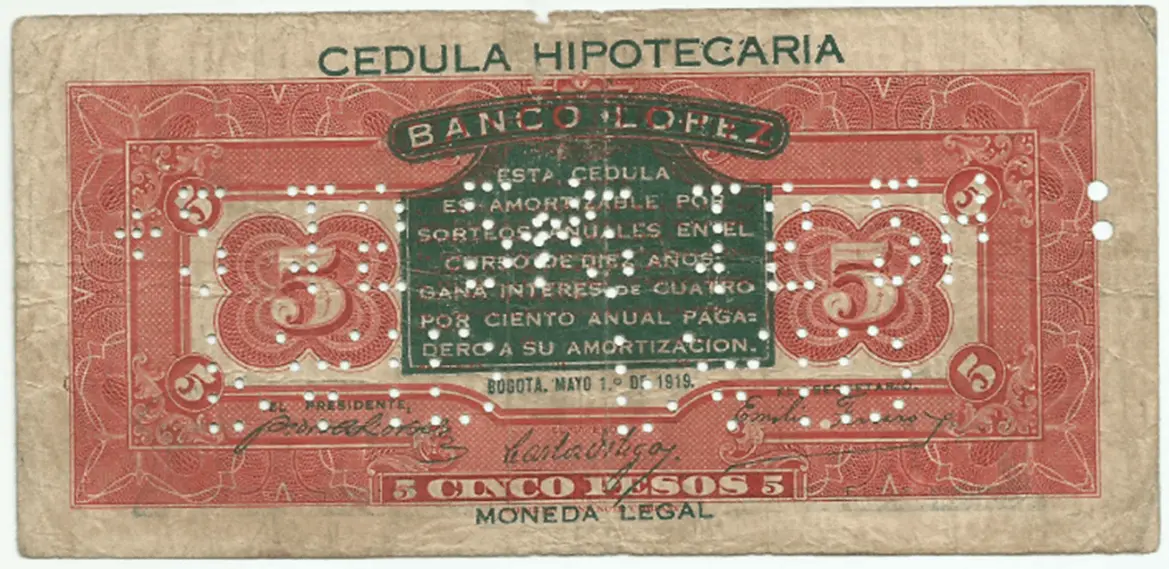 CEDULA HIPOTECARIA
BANCO LOPEZ
ESTA CEDULA
ES AMORTIZABLE POR
SORTEOS ANUALES EN EL
CURSO DE DIEZ AÑOS.
GANA INTERES DE CUATRO
POR CIENTO ANUAL PAGA=
DERO A SU AMORTIZACION.
5 5
5 5
5 5
BOGOTA, MAYO 1.º DE 1919.
EL PRESIDENTE,
EL SECRETARIO,
5 CINCO PESOS 5
MONEDA LEGAL